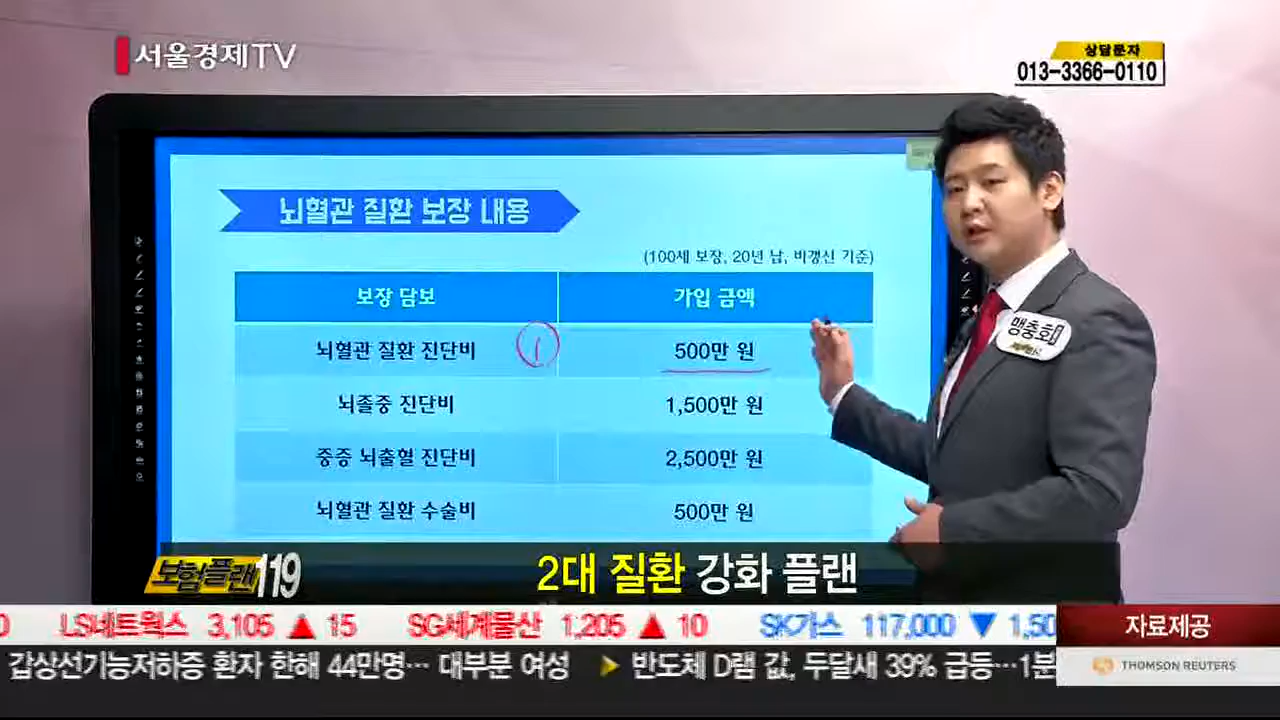 서울경제TV
상담문자
013-3366-0110
뇌혈관 질환 보장 내용
(100세 보장, 20년 납, 비갱신 기준)
보장 담보 가입 금액
뇌혈관 질환 진단비 500만 원
뇌졸중 진단비 1,500만 원
중증 뇌출혈 진단비 2,500만 원
뇌혈관 질환 수술비 500만 원
맹충호
보험플랜119 2대 질환 강화 플랜
0 LS네트웍스 3,105 ▲ 15 SG세계물산 1,205 ▲ 10 SK가스 117,000 ▼ 1,50
자료제공
갑상선기능저하증 환자 한해 44만명… 대부분 여성 ▶ 반도체 D램 값, 두달새 39% 급등…1분
THOMSON REUTERS